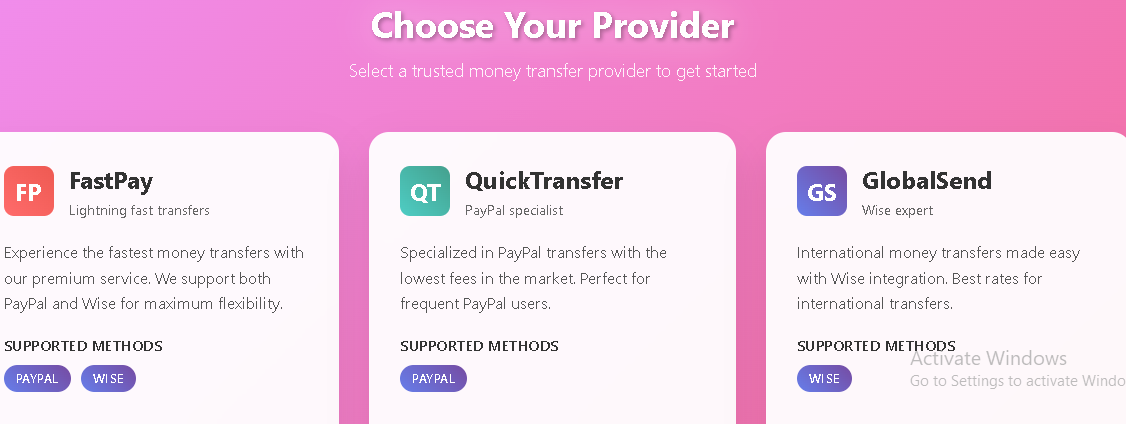 Choose Your Provider
Select a trusted money transfer provider to get started
FP
FastPay
Lightning fast transfers
Experience the fastest money transfers with
our premium service. We support both
PayPal and Wise for maximum flexibility.
SUPPORTED METHODS
PAYPAL WISE
QT
QuickTransfer
PayPal specialist
Specialized in PayPal transfers with the
lowest fees in the market. Perfect for
frequent PayPal users.
SUPPORTED METHODS
PAYPAL
GS
GlobalSend
Wise expert
International money transfers made easy
with Wise integration. Best rates for
international transfers.
SUPPORTED METHODS
WISE
Activate Windows
Go to Settings to activate Windo